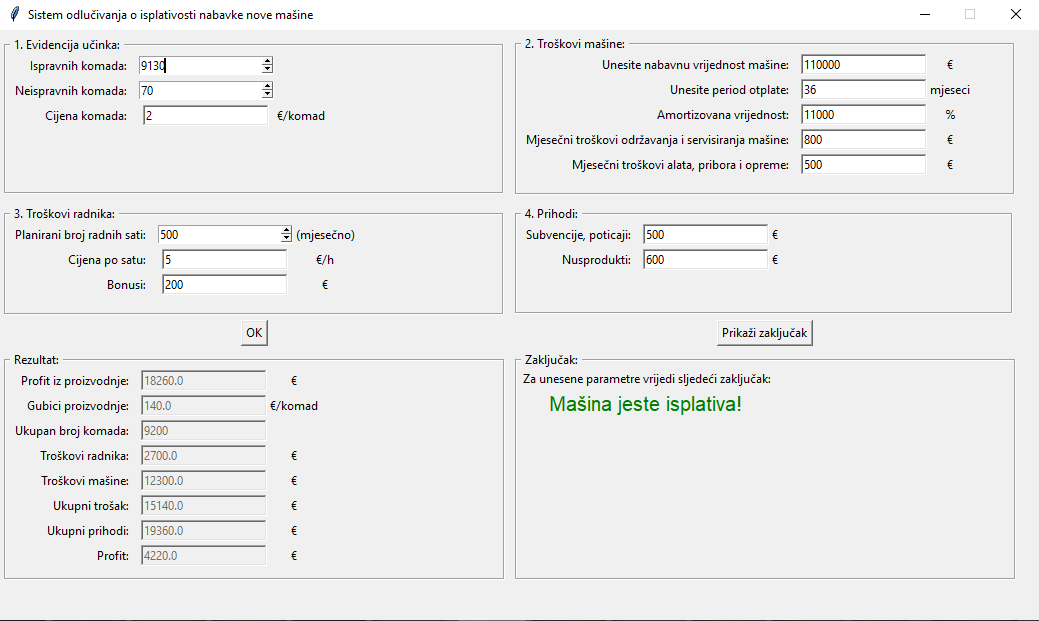 Sistem odlučivanja o isplativosti nabavke nove mašine
1. Evidencija učinka:
Ispravnih komada: 9130
Neispravnih komada: 70
Cijena komada: 2 €/komad
2. Troškovi mašine:
Unesite nabavnu vrijednost mašine: 110000 €
Unesite period otplate: 36 mjeseci
Amortizovana vrijednost: 11000 %
Mjesečni troškovi održavanja i servisiranja mašine: 800 €
Mjesečni troškovi alata, pribora i opreme: 500 €
3. Troškovi radnika:
Planirani broj radnih sati: 500 (mjesečno)
Cijena po satu: 5 €/h
Bonusi: 200 €
4. Prihodi:
Subvencije, poticaji: 500 €
Nusprodukti: 600 €
OK
Prikaži zaključak
Rezultat:
Profit iz proizvodnje: 18260.0 €
Gubici proizvodnje: 140.0 €/komad
Ukupan broj komada: 9200
Troškovi radnika: 2700.0 €
Troškovi mašine: 12300.0 €
Ukupni trošak: 15140.0 €
Ukupni prihodi: 19360.0 €
Profit: 4220.0 €
Zaključak:
Za unesene parametre vrijedi sljedeći zaključak:
Mašina jeste isplativa!